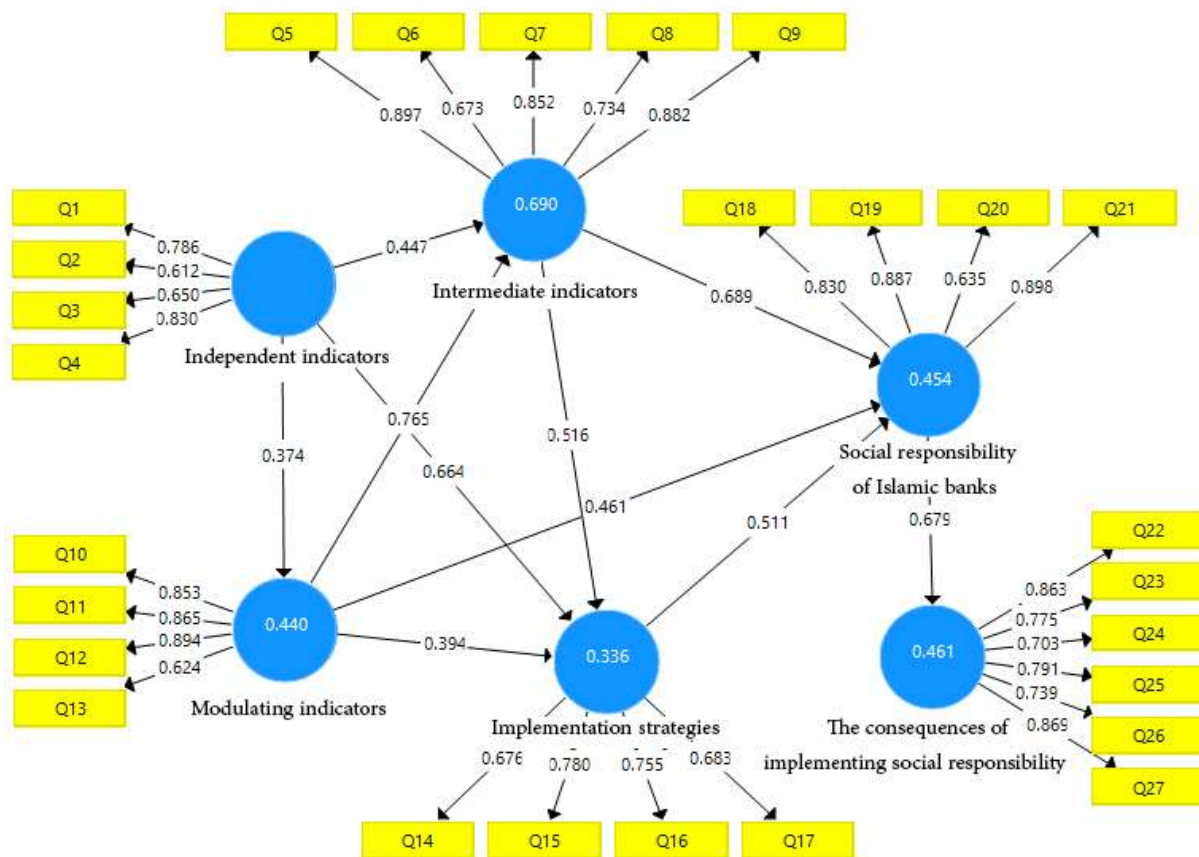 Q5
Q6
Q7
Q8
Q9
0.897
0.673
0.852
0.734
0.882
Q1
Q2
Q3
Q4
0.786
0.612
0.650
0.830
0.690
Intermediate indicators
0.447
Independent indicators
Q18
Q19
Q20
Q21
0.830
0.887
0.635
0.898
0.689
0.454
Social responsibility
of Islamic banks
0.765
0.516
0.374
0.664
0.461
0.511
0.679
Q10
Q11
Q12
Q13
0.853
0.865
0.894
0.624
0.440
Modulating indicators
0.394
0.336
Implementation strategies
0.676
0.780
0.755
0.683
Q14
Q15
Q16
Q17
0.461
The consequences of
implementing social responsibility
0.863
0.775
0.703
0.791
0.739
0.869
Q22
Q23
Q24
Q25
Q26
Q27